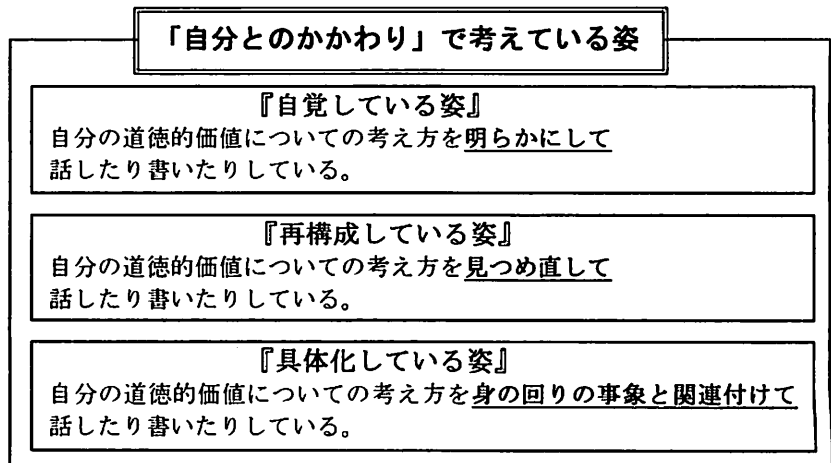 「自分とのかかわり」で考えている姿
『自覚している姿』
自分の道徳的価値についての考え方を明らかにして
話したり書いたりしている。
『再構成している姿』
自分の道徳的価値についての考え方を見つめ直して
話したり書いたりしている。
『具体化している姿』
自分の道徳的価値についての考え方を身の回りの事象と関連付けて
話したり書いたりしている。